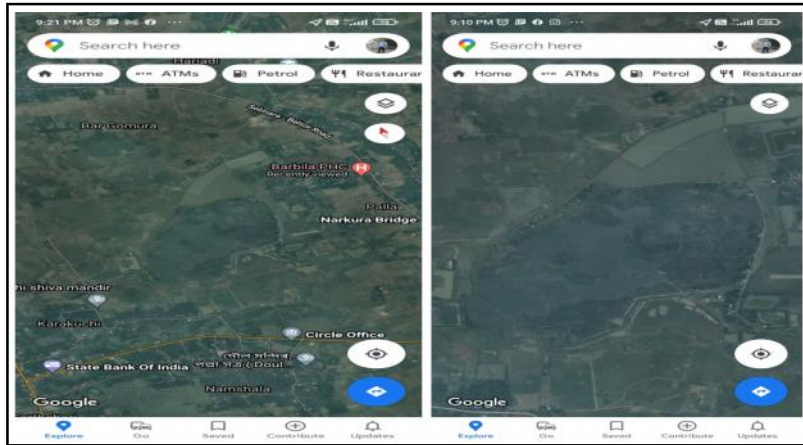 9:21 PM
Search here
Hariadi
Home
ATMs
Petrol
Restaurar
Bar Gomura
Barbila PHC
Recently viewed
Palla
Narkura Bridge
hi shiva mandir
Karakuchi
Circle Office
State Bank Of India
Namshala
Google
Explore
Go
Saved
Contribute
Updates
9:10 PM
Search here
Home
ATMs
Petrol
Restaurar
Google
Explore
Go
Saved
Contribute
Updates